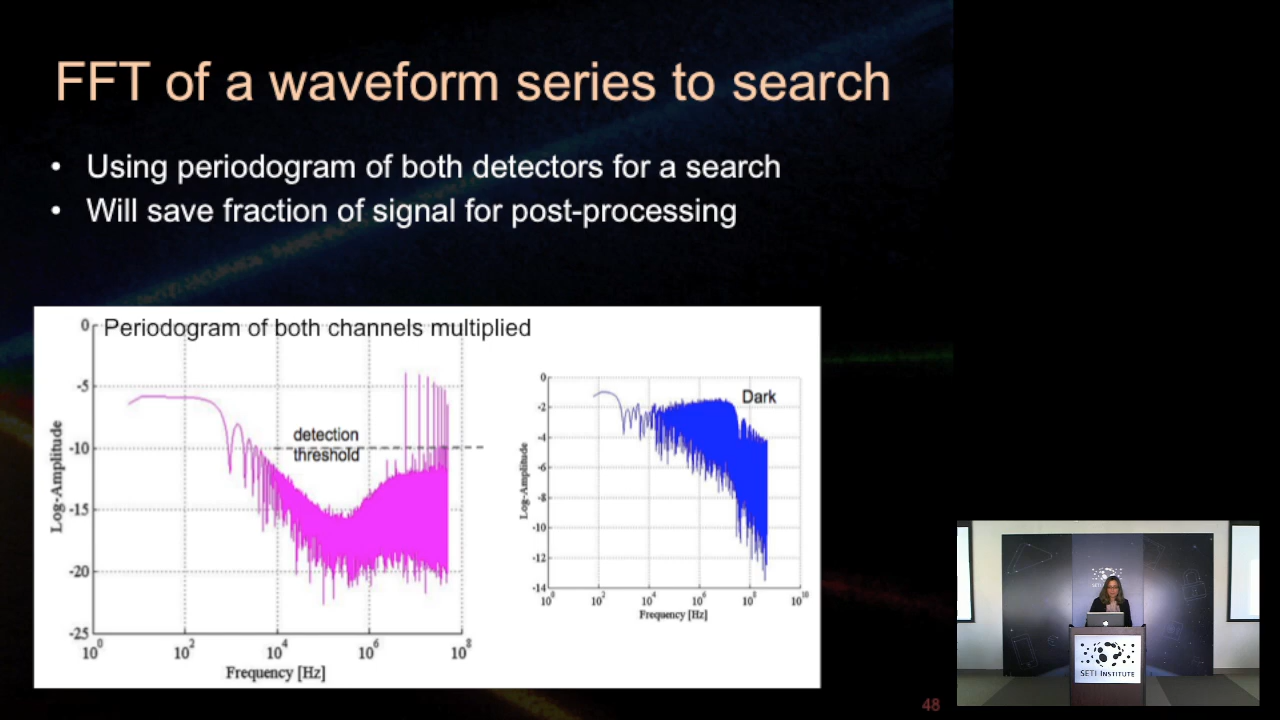 FFT of a waveform series to search
• Using periodogram of both detectors for a search
• Will save fraction of signal for post-processing
Periodogram of both channels multiplied
0
-5
-10
-15
-20
-25
Log-Amplitude
detection
threshold
10^0 10^2 10^4 10^6 10^8
Frequency [Hz]
Dark
0
-2
-4
-6
-8
-10
-12
-14
Log-Amplitude
10^0 10^2 10^4 10^6 10^8 10^10
Frequency [Hz]
SETI INSTITUTE
48